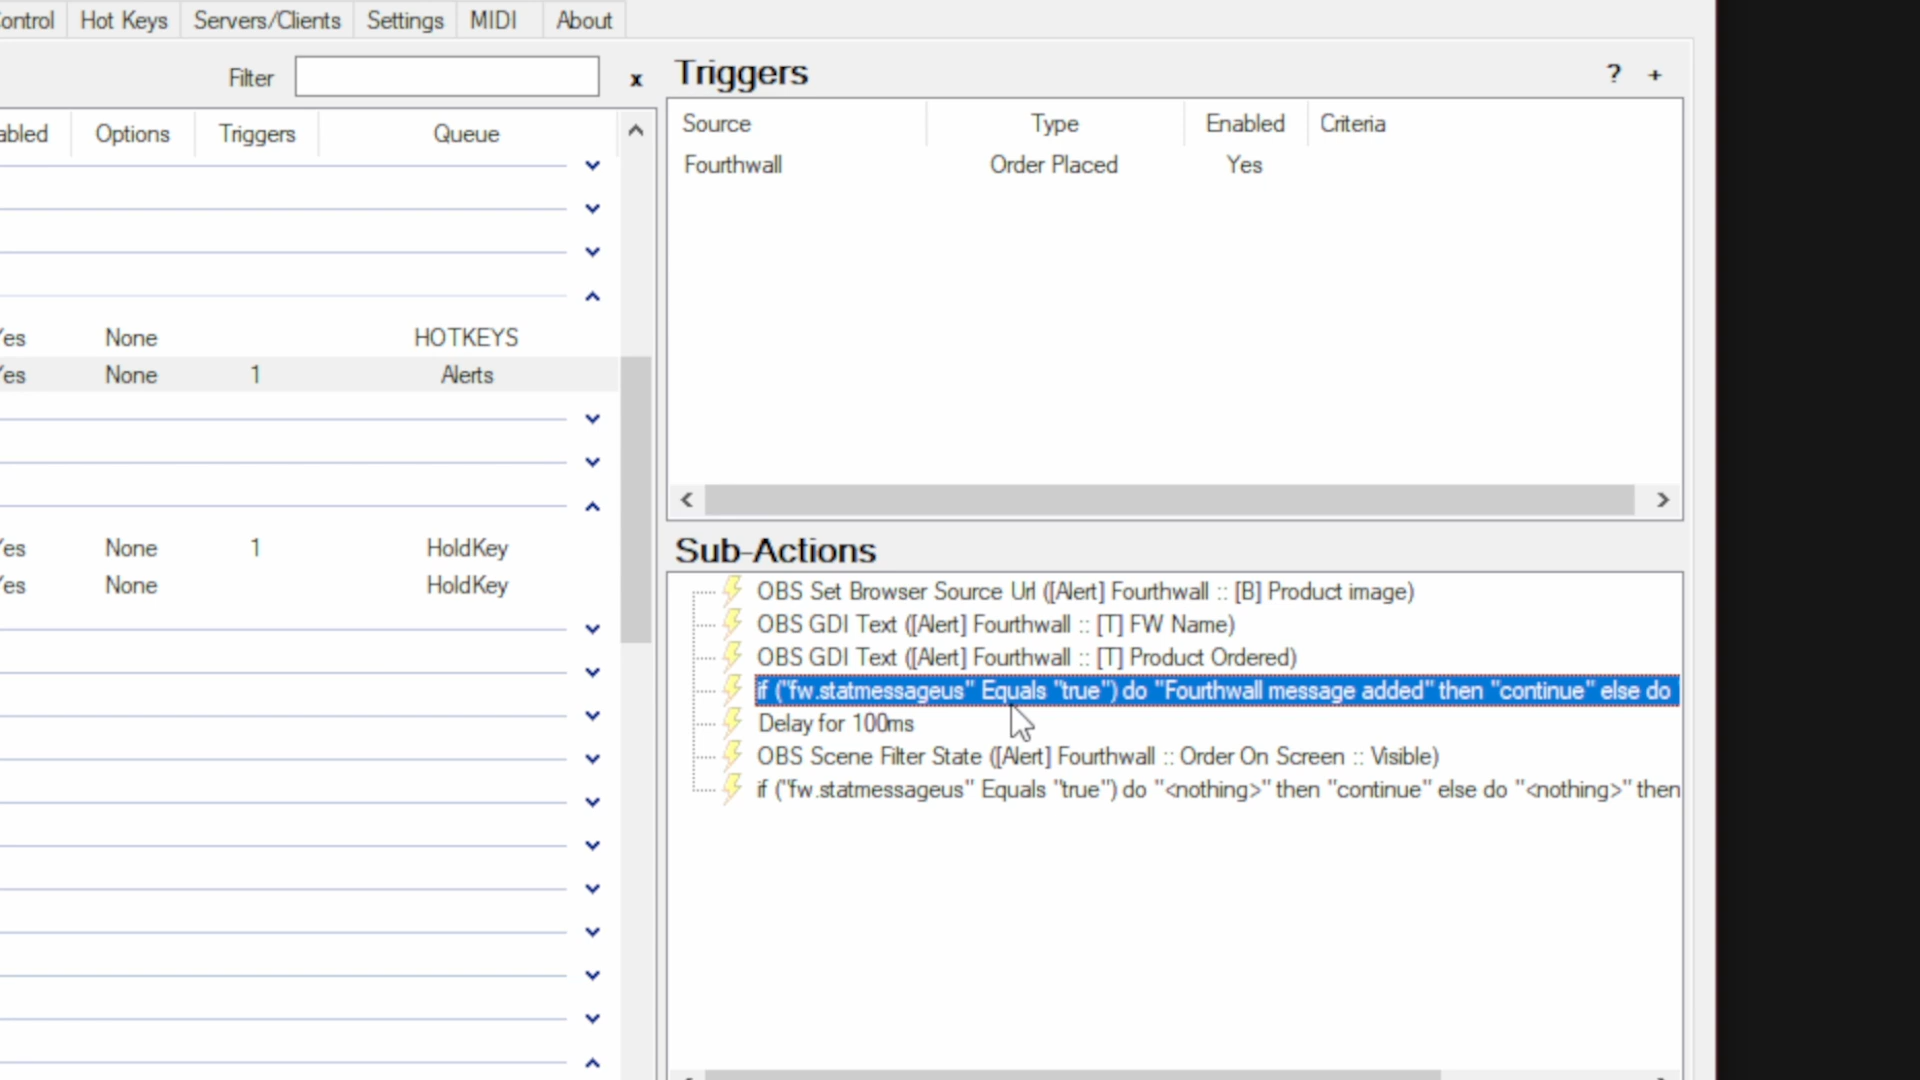 ontrol Hot Keys Servers/Clients Settings MIDI About
Filter x
abled Options Triggers Queue
Yes None HOTKEYS
Yes None 1 Alerts
Yes None 1 HoldKey
Yes None HoldKey
Triggers ? +
Source Type Enabled Criteria
Fourthwall Order Placed Yes
Sub-Actions
OBS Set Browser Source Url ([Alert] Fourthwall :: [B] Product image)
OBS GDI Text ([Alert] Fourthwall :: [T] FW Name)
OBS GDI Text ([Alert] Fourthwall :: [T] Product Ordered)
if ("fw.statmessageus" Equals "true") do "Fourthwall message added" then "continue" else do
Delay for 100ms
OBS Scene Filter State ([Alert] Fourthwall :: Order On Screen :: Visible)
if ("fw.statmessageus" Equals "true") do "<nothing>" then "continue" else do "<nothing>" then